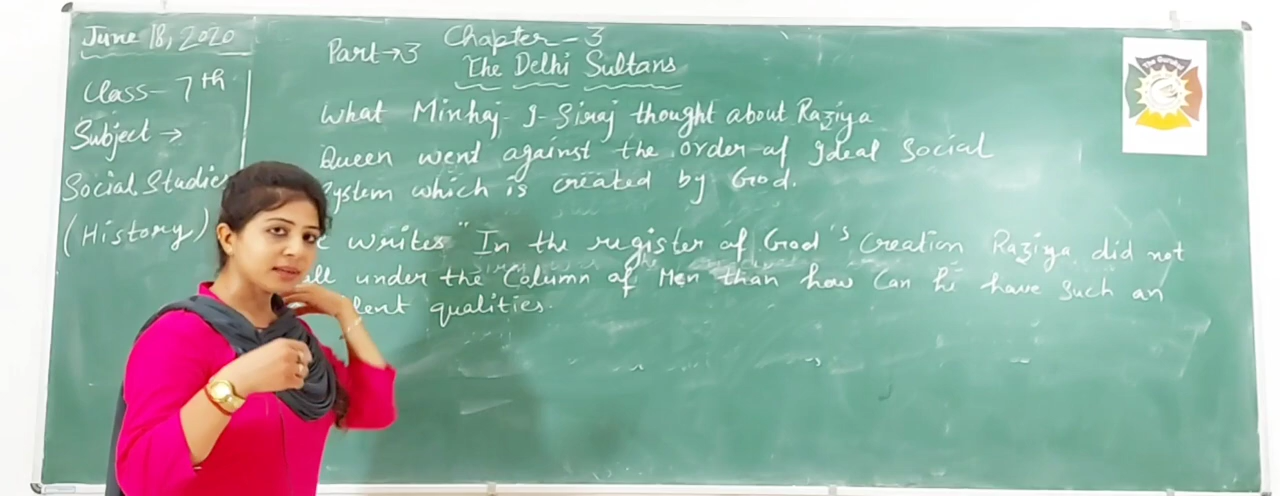 June 18, 2020
Class- 7th
Subject →
Social Studies
(History)
Part→3
Chapter-3
The Delhi Sultans
What Minhaj-I-Siraj thought about Raziya
Queen went against the order of Ideal Social
System which is created by God.
writes "In the register of God's Creation Raziya did not
under the Column of Men than how Can he have such an
qualities.
The Gurukul